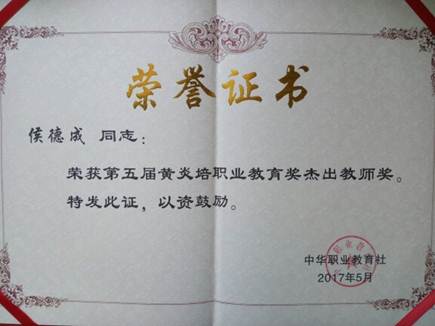 荣誉证书
侯德成 同志：
荣获第五届黄炎培职业教育奖杰出教师奖。
特发此证，以资鼓励。
中华职业教育社
2017年5月